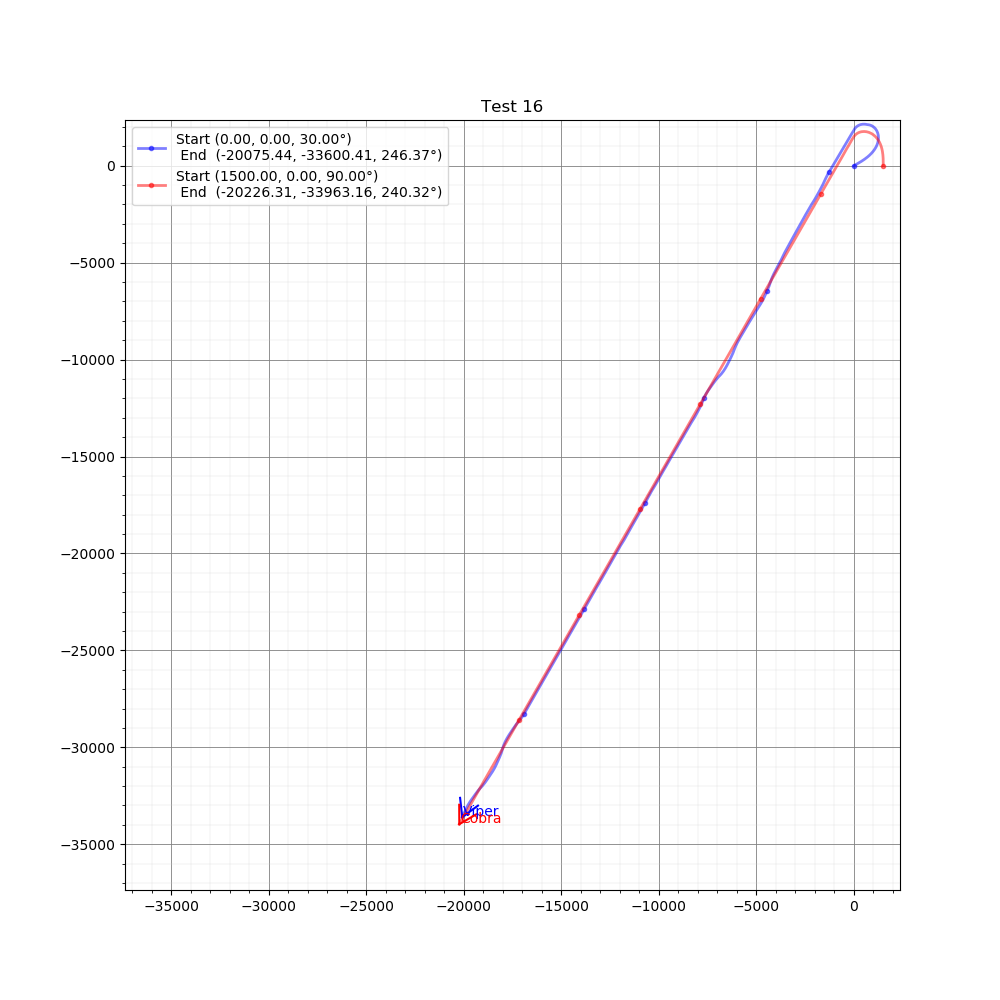 Test 16
Start (0.00, 0.00, 30.00°)
End (-20075.44, -33600.41, 246.37°)
Start (1500.00, 0.00, 90.00°)
End (-20226.31, -33963.16, 240.32°)
0
−5000
−10000
−15000
−20000
−25000
−30000
−35000
Viper
Cobra
−35000 −30000 −25000 −20000 −15000 −10000 −5000 0